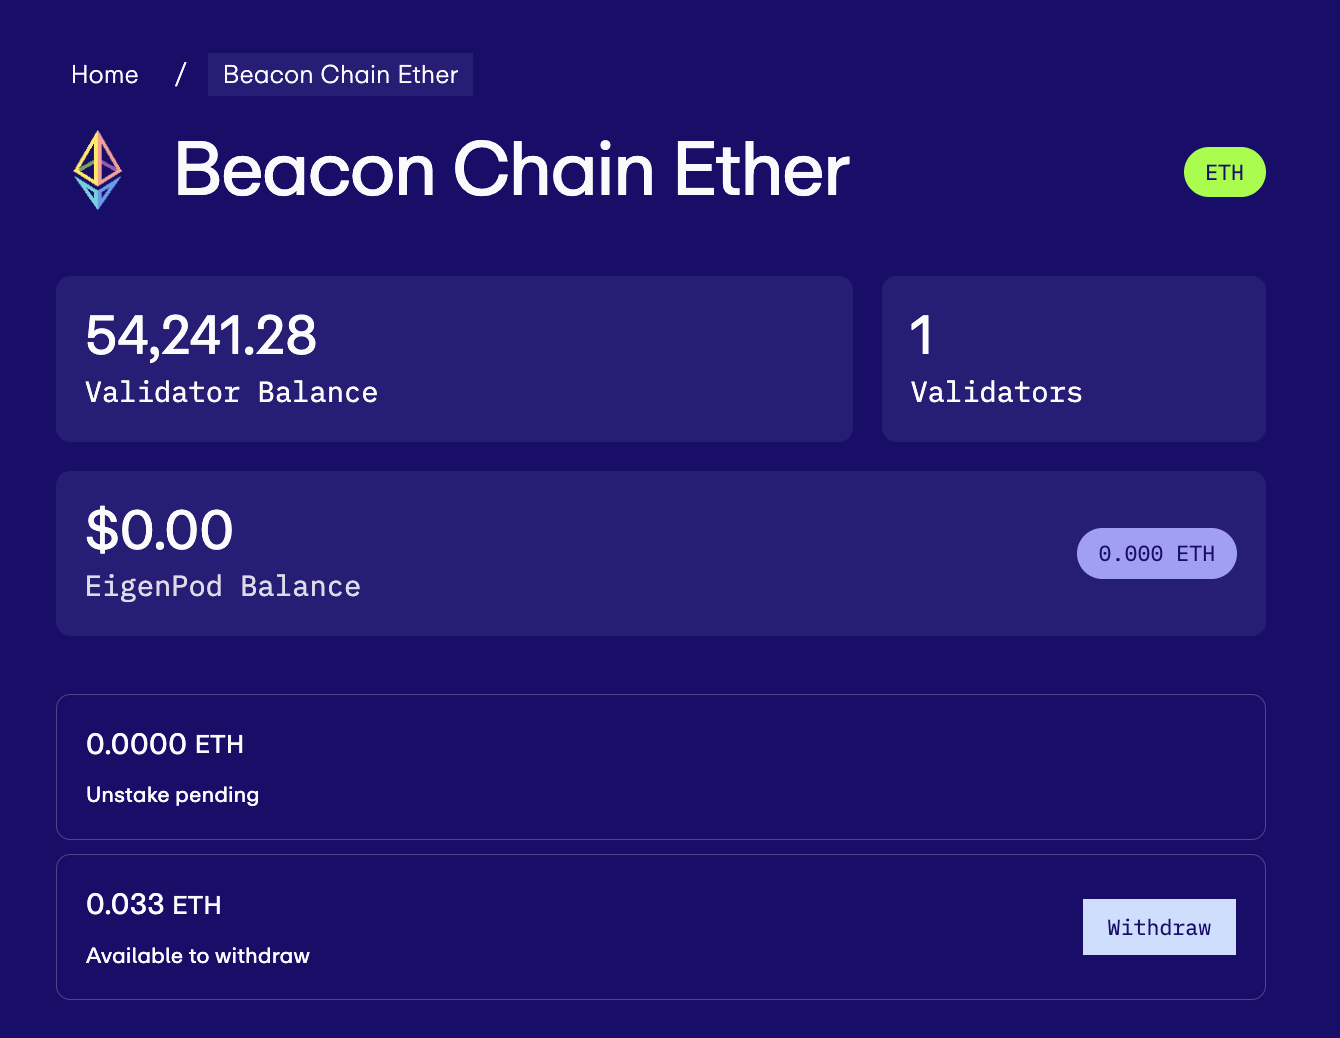 Home / Beacon Chain Ether
Beacon Chain Ether
ETH
54,241.28
Validator Balance
1
Validators
$0.00
EigenPod Balance
0.000 ETH
0.0000 ETH
Unstake pending
0.033 ETH
Available to withdraw
Withdraw